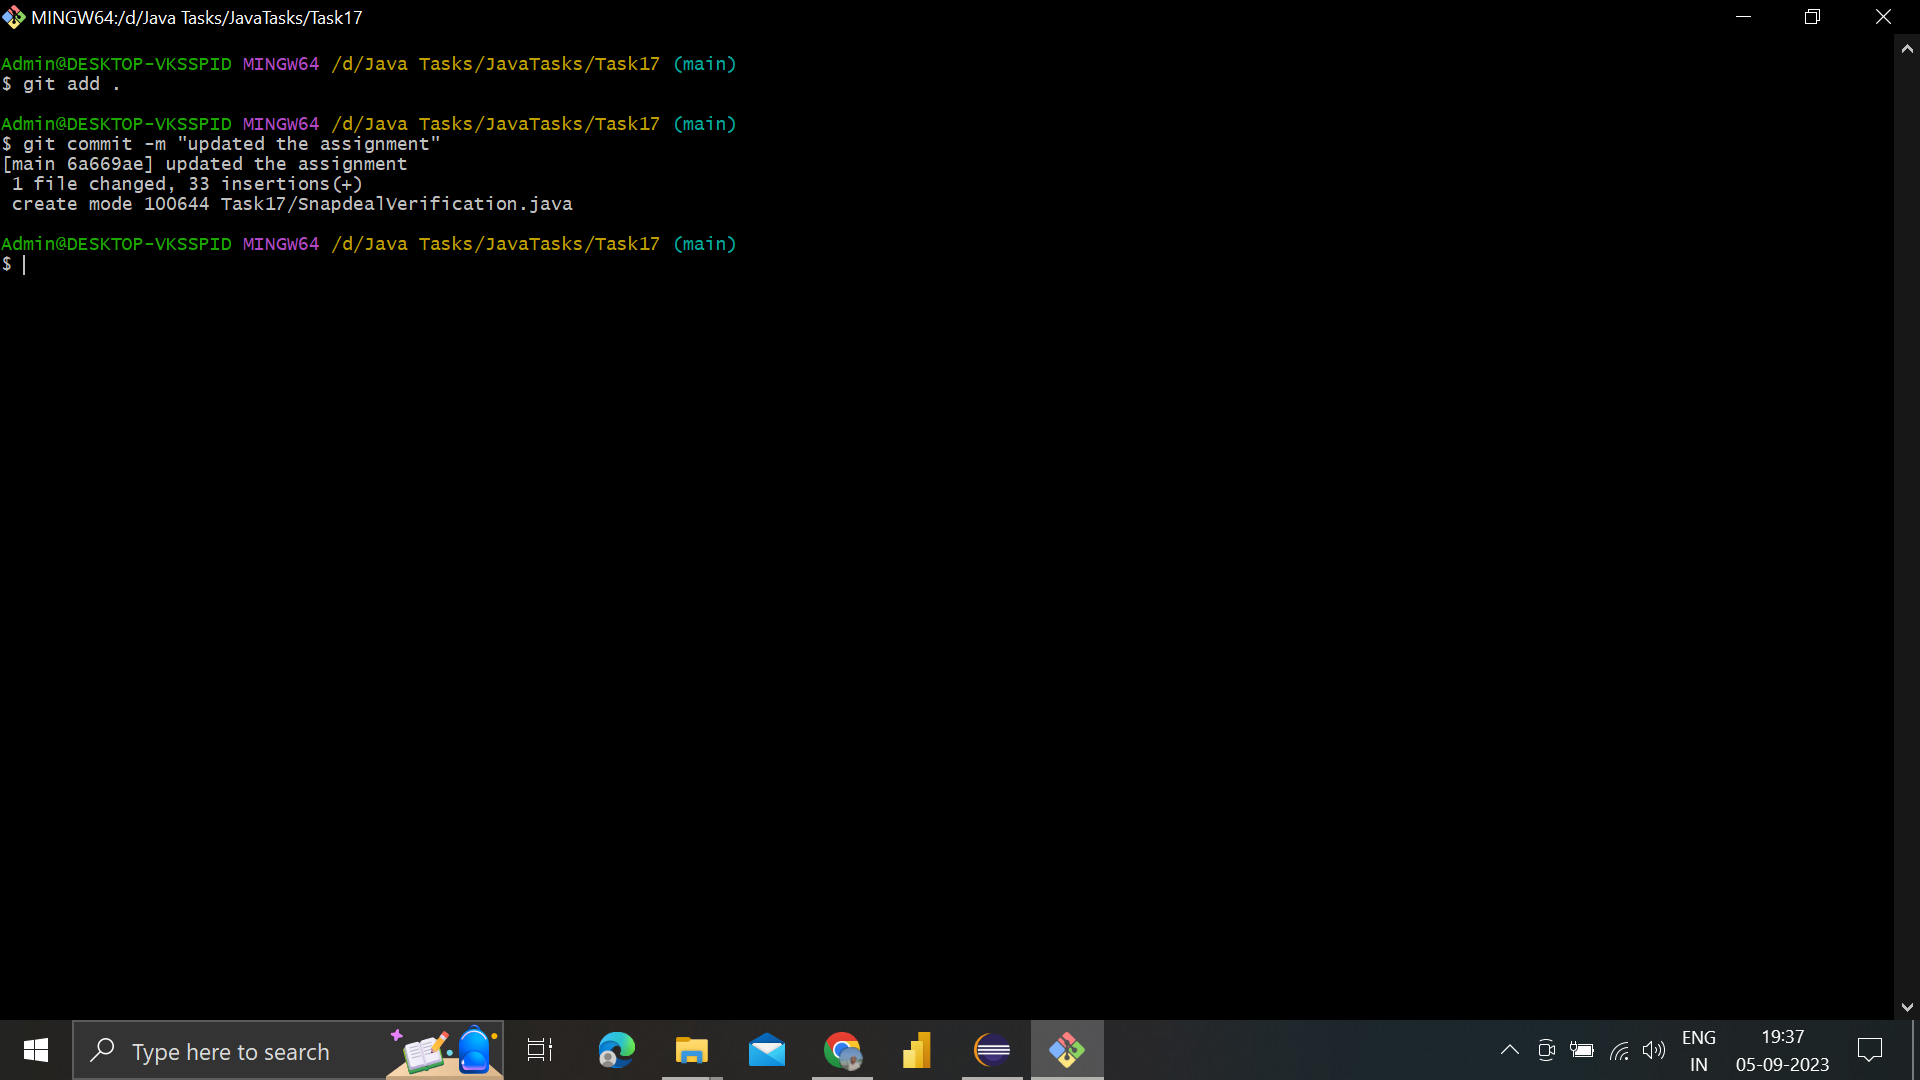 MINGW64:/d/Java Tasks/JavaTasks/Task17
Admin@DESKTOP-VKSSPID MINGW64 /d/Java Tasks/JavaTasks/Task17 (main)
$ git add .
Admin@DESKTOP-VKSSPID MINGW64 /d/Java Tasks/JavaTasks/Task17 (main)
$ git commit -m "updated the assignment"
[main 6a669ae] updated the assignment
1 file changed, 33 insertions(+)
create mode 100644 Task17/SnapdealVerification.java
Admin@DESKTOP-VKSSPID MINGW64 /d/Java Tasks/JavaTasks/Task17 (main)
$
Type here to search
ENG
IN
19:37
05-09-2023